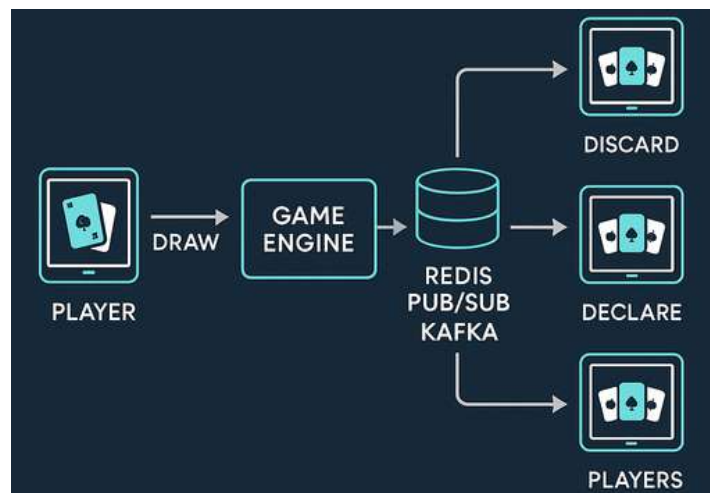 PLAYER
DRAW
GAME
ENGINE
REDIS
PUB/SUB
KAFKA
DISCARD
DECLARE
PLAYERS